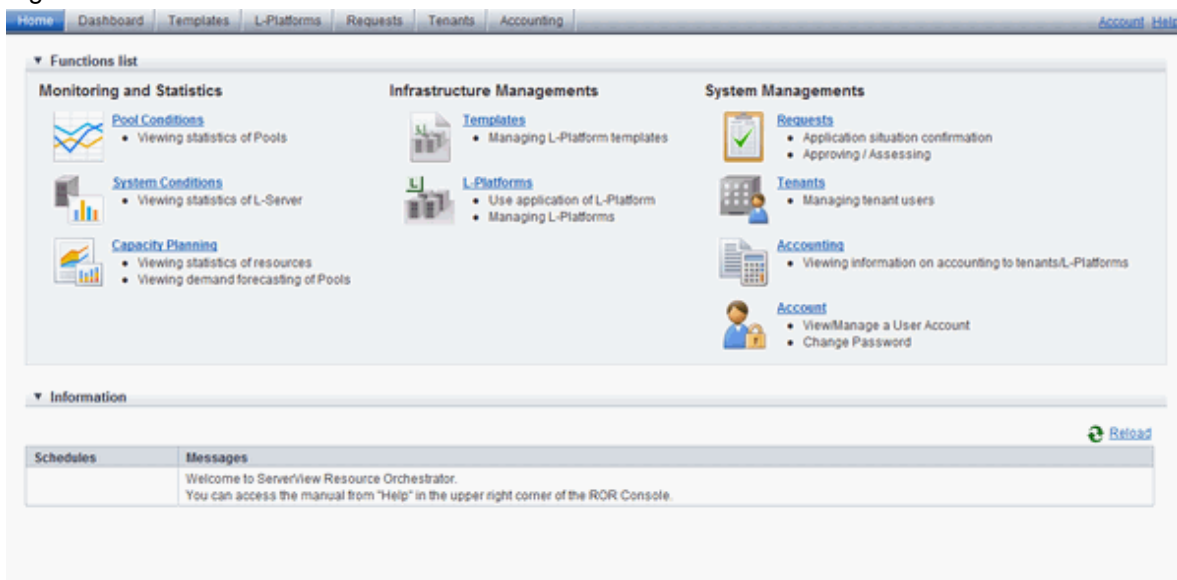 Home Dashboard Templates L-Platforms Requests Tenants Accounting Account Help
▼ Functions list
Monitoring and Statistics
Pool Conditions
• Viewing statistics of Pools
System Conditions
• Viewing statistics of L-Server
Capacity Planning
• Viewing statistics of resources
• Viewing demand forecasting of Pools
Infrastructure Managements
Templates
• Managing L-Platform templates
L-Platforms
• Use application of L-Platform
• Managing L-Platforms
System Managements
Requests
• Application situation confirmation
• Approving / Assessing
Tenants
• Managing tenant users
Accounting
• Viewing information on accounting to tenants/L-Platforms
Account
• View/Manage a User Account
• Change Password
▼ Information
Reload
Schedules Messages
Welcome to ServerView Resource Orchestrator.
You can access the manual from "Help" in the upper right corner of the ROR Console.